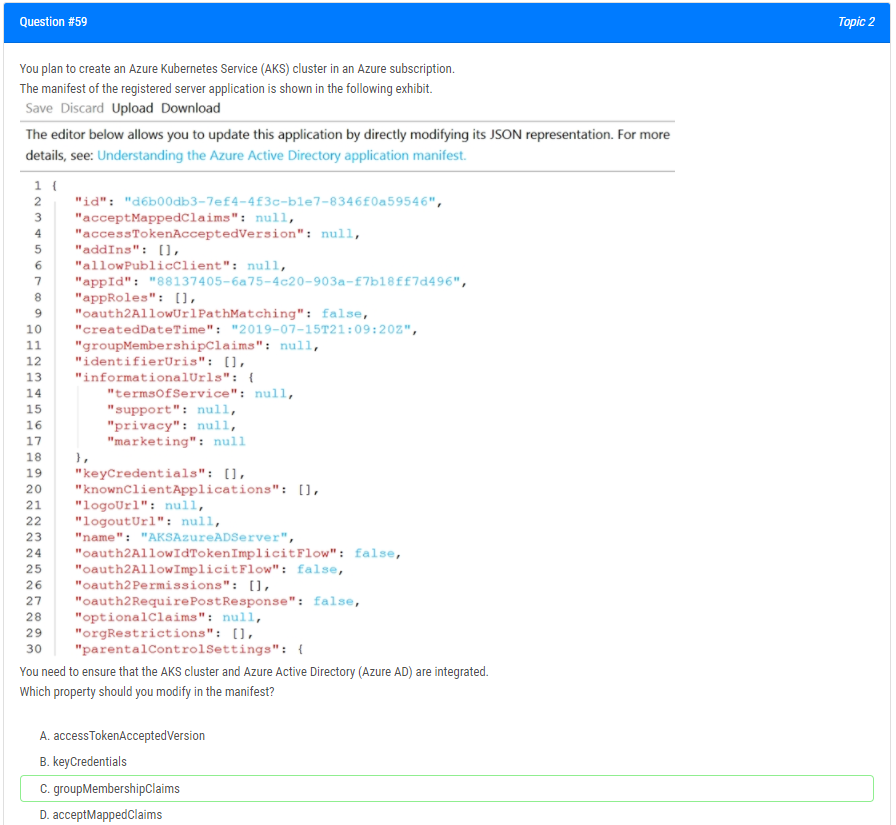 Question #59
Topic 2
You plan to create an Azure Kubernetes Service (AKS) cluster in an Azure subscription.
The manifest of the registered server application is shown in the following exhibit.
Save Discard Upload Download
The editor below allows you to update this application by directly modifying its JSON representation. For more
details, see: Understanding the Azure Active Directory application manifest.
1 {
2 "id": "d6b00db3-7ef4-4f3c-b1e7-8346f0a59546",
3 "acceptMappedClaims": null,
4 "accessTokenAcceptedVersion": null,
5 "addIns": [],
6 "allowPublicClient": null,
7 "appId": "88137405-6a75-4c20-903a-f7b18ff7d496",
8 "appRoles": [],
9 "oauth2AllowUrlPathMatching": false,
10 "createdDateTime": "2019-07-15T21:09:20Z",
11 "groupMembershipClaims": null,
12 "identifierUris": [],
13 "informationalUrls": {
14 "termsOfService": null,
15 "support": null,
16 "privacy": null,
17 "marketing": null
18 },
19 "keyCredentials": [],
20 "knownClientApplications": [],
21 "logoUrl": null,
22 "logoutUrl": null,
23 "name": "AKSAzureADServer",
24 "oauth2AllowIdTokenImplicitFlow": false,
25 "oauth2AllowImplicitFlow": false,
26 "oauth2Permissions": [],
27 "oauth2RequirePostResponse": false,
28 "optionalClaims": null,
29 "orgRestrictions": [],
30 "parentalControlSettings": {
You need to ensure that the AKS cluster and Azure Active Directory (Azure AD) are integrated.
Which property should you modify in the manifest?
A. accessTokenAcceptedVersion
B. keyCredentials
C. groupMembershipClaims
D. acceptMappedClaims